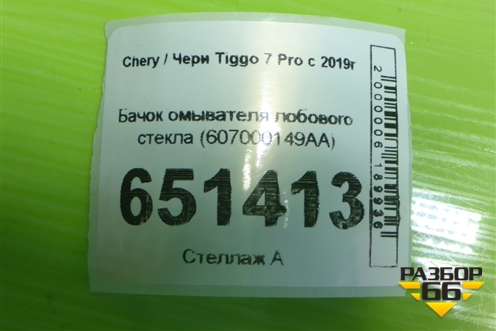 Chery / Чери Tiggo 7 Pro с 2019г
Бачок омывателя лобового
стекла (607000149AA)
651413
Стеллаж А
2000006189936
РАЗБОР
66